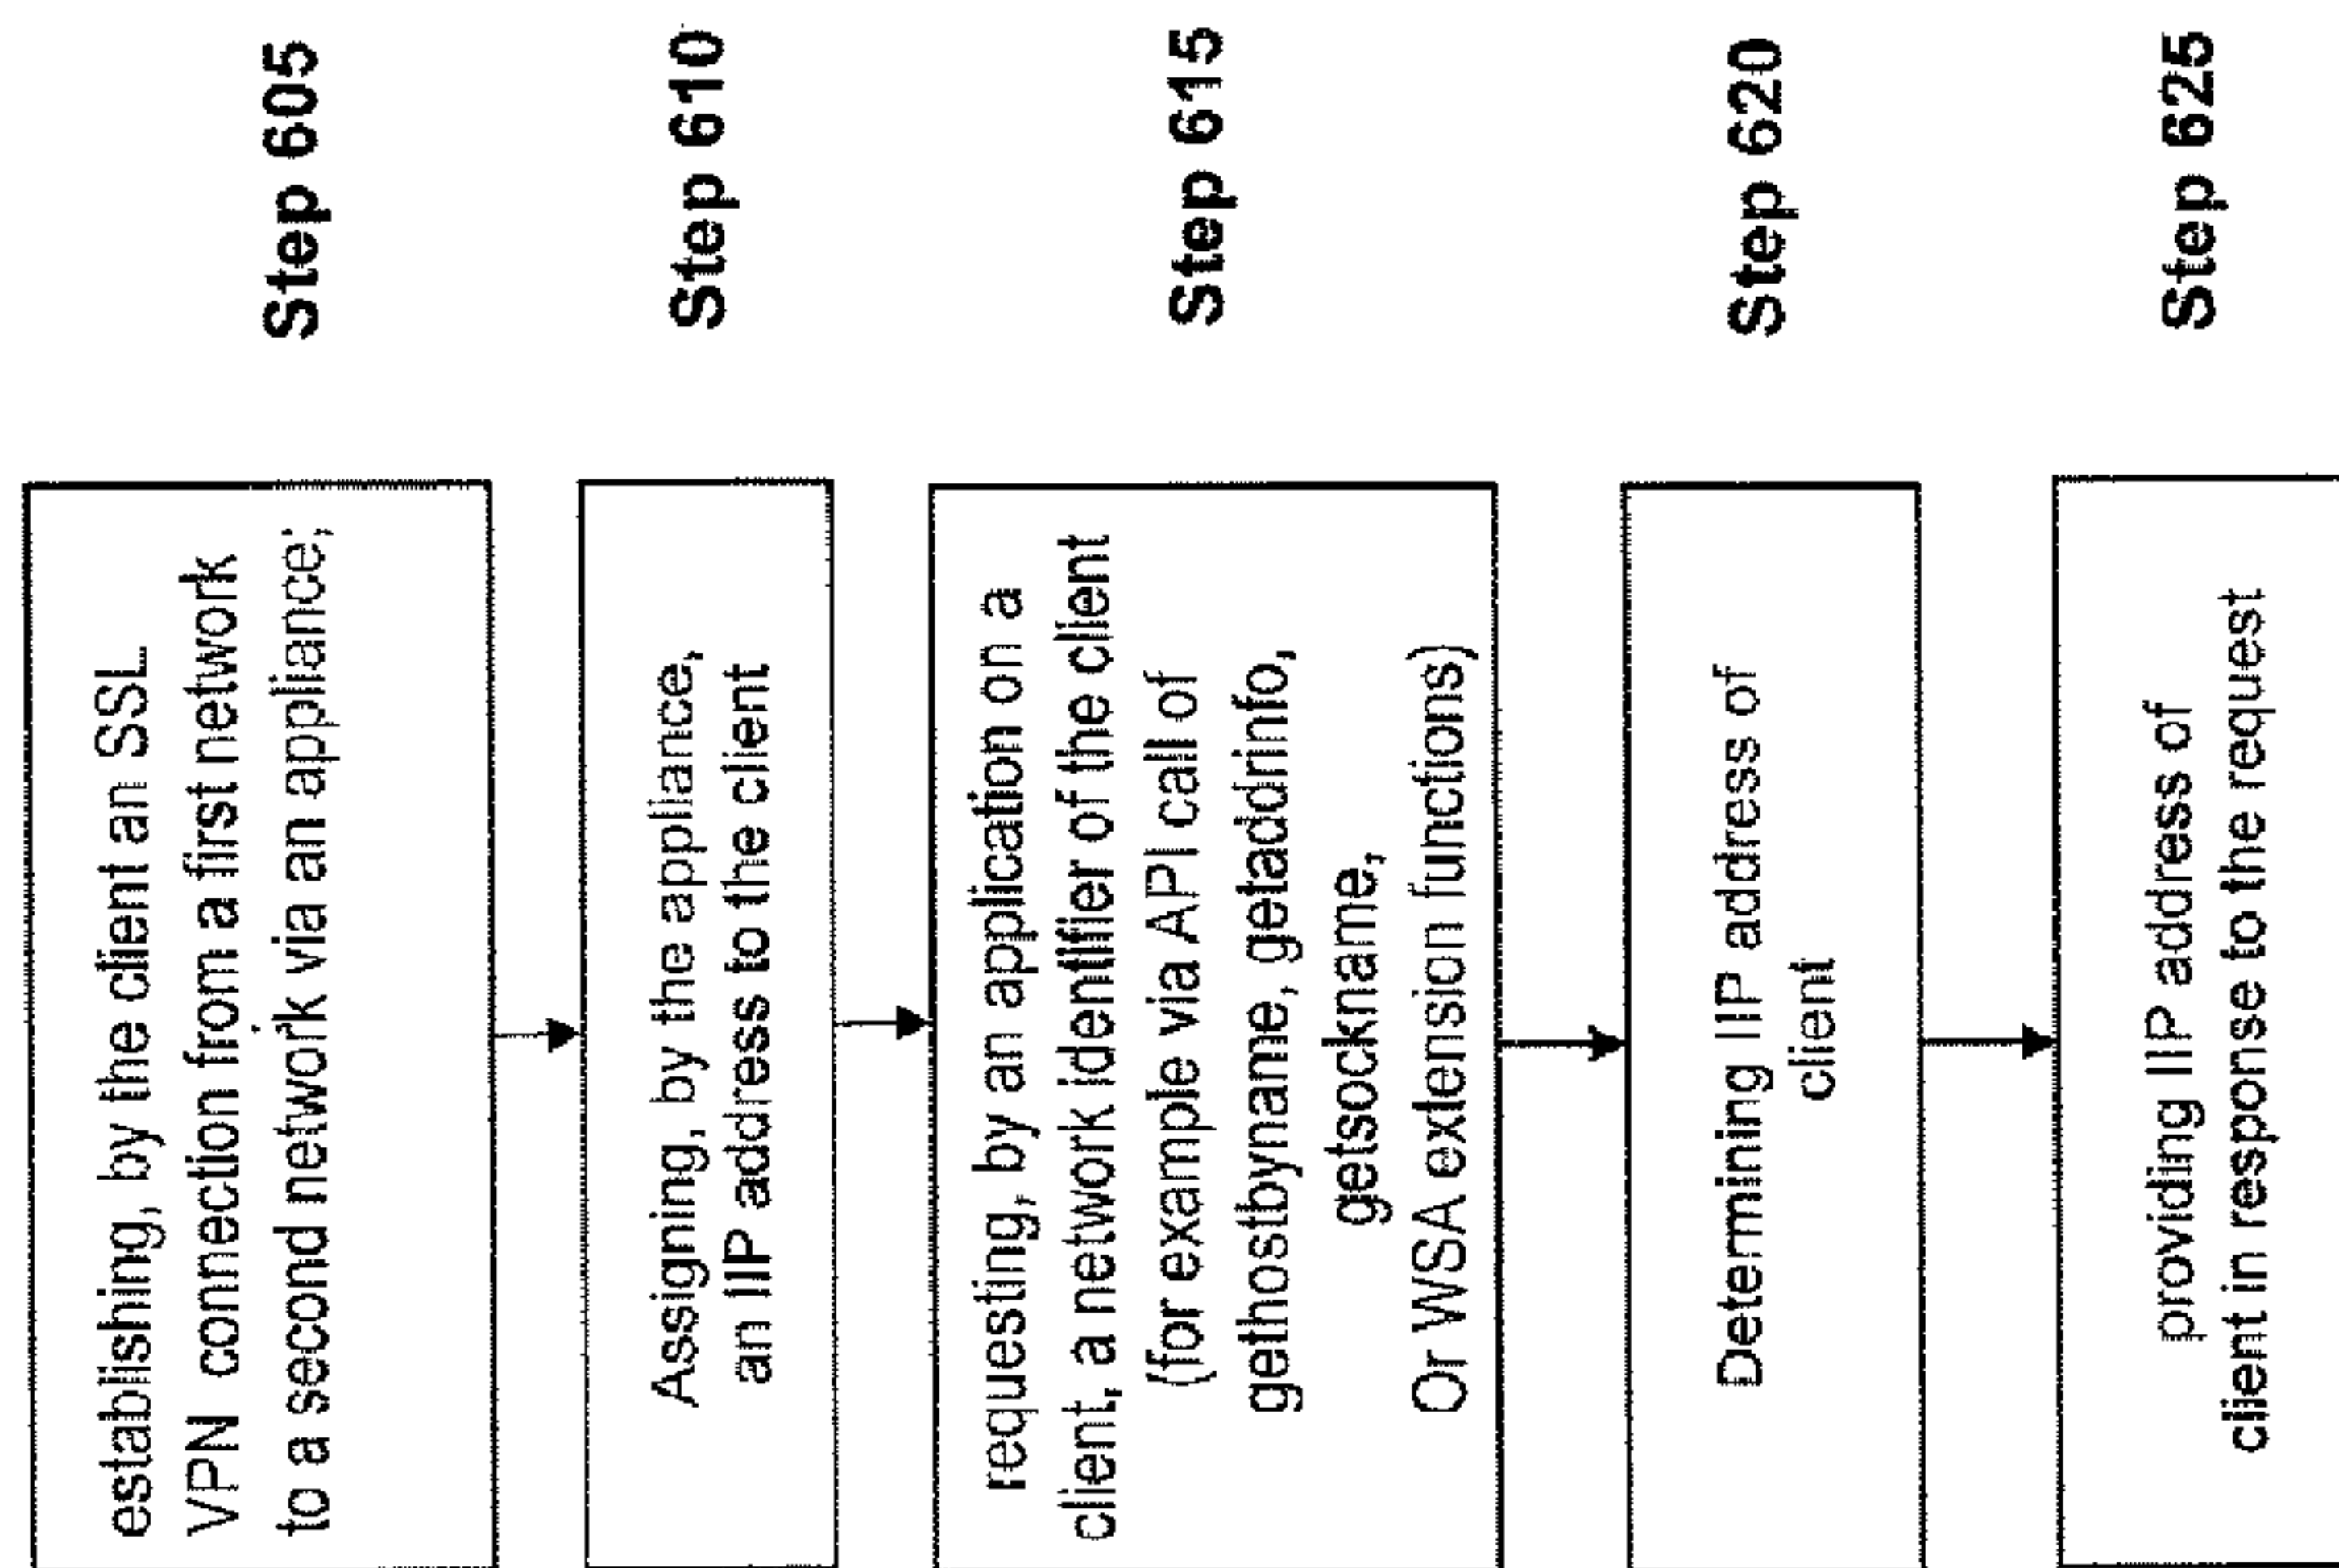 establishing, by the client an SSL
VPN connection from a first network
to a second network via an appliance;
Step 605
Assigning, by the appliance,
an IIP address to the client
Step 610
requesting, by an application on a
client, a network identifier of the client
(for example via API call of
gethostbyname, getaddrinfo,
getsockname,
Or WSA extension functions)
Step 615
Determining IIP address of
client
Step 620
providing IIP address of
client in response to the request
Step 625